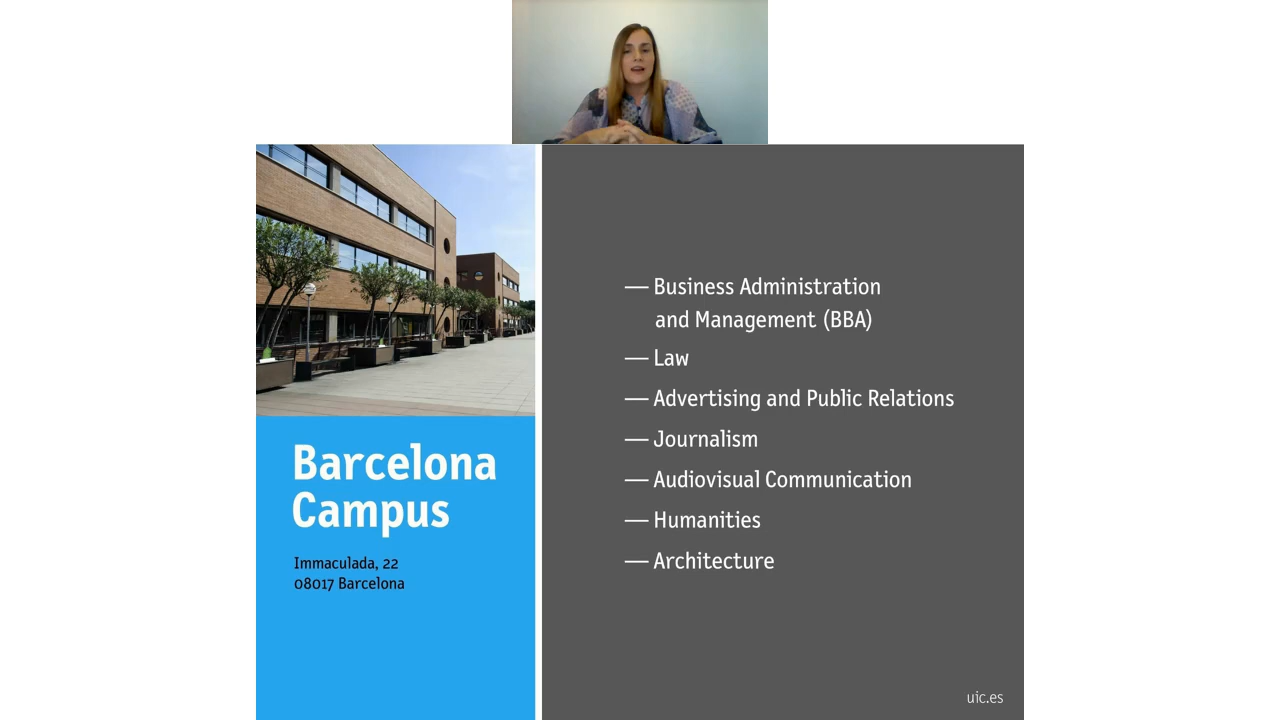 Barcelona
Campus
Immaculada, 22
08017 Barcelona
— Business Administration
and Management (BBA)
— Law
— Advertising and Public Relations
— Journalism
— Audiovisual Communication
— Humanities
— Architecture
uic.es